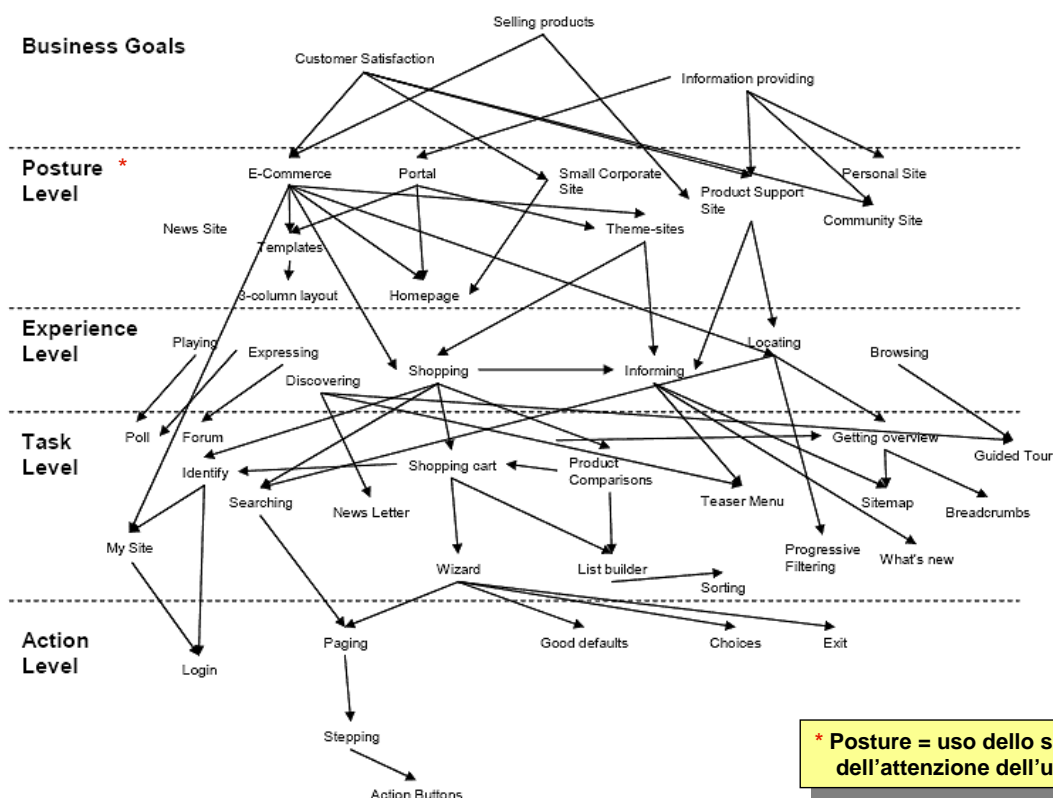 Selling products
Business Goals
Customer Satisfaction
Information providing
Posture *
Level
E-Commerce
Portal
Small Corporate
Site
Product Support
Site
Personal Site
Community Site
News Site
Theme-sites
Templates
3-column layout
Homepage
Experience
Level
Playing
Expressing
Discovering
Shopping
Informing
Locating
Browsing
Task
Level
Poll
Forum
Getting overview
Guided Tour
Identify
Shopping cart
Product
Comparisons
Searching
News Letter
Teaser Menu
Sitemap
Breadcrumbs
My Site
Wizard
List builder
Sorting
Progressive
Filtering
What's new
Action
Level
Login
Paging
Good defaults
Choices
Exit
Stepping
Action Buttons
* Posture = uso dello s
dell'attenzione dell'u